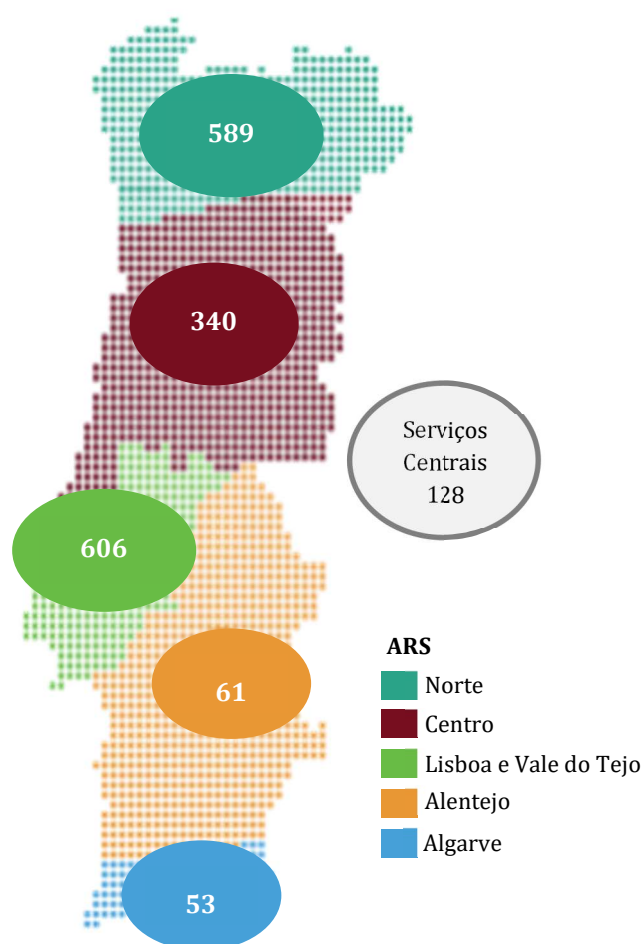 589
340
Serviços
Centrais
128
606
61
ARS
Norte
Centro
Lisboa e Vale do Tejo
Alentejo
Algarve
53